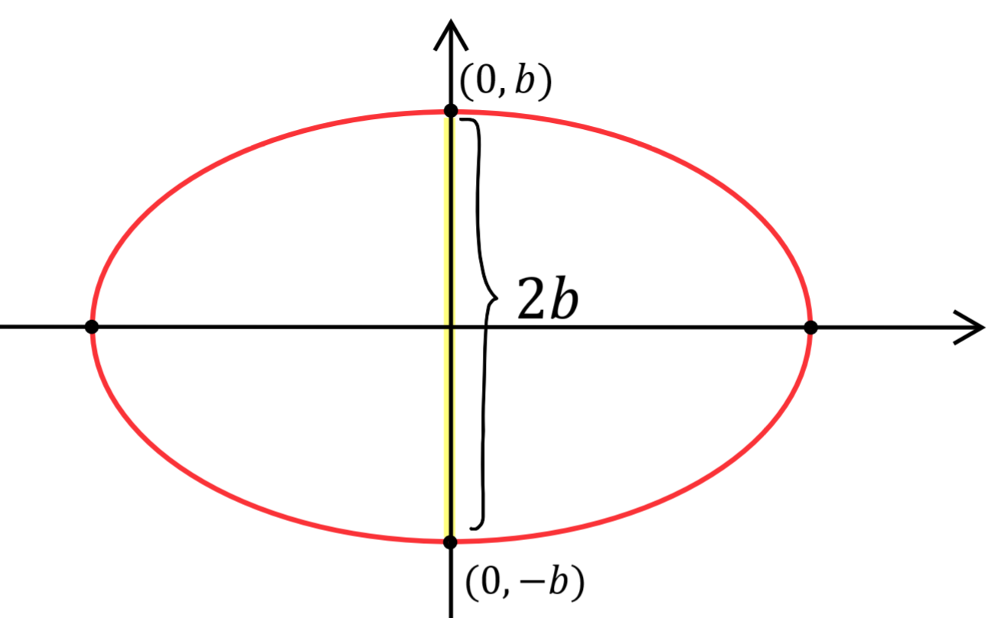 (0, b)
2b
(0, −b)